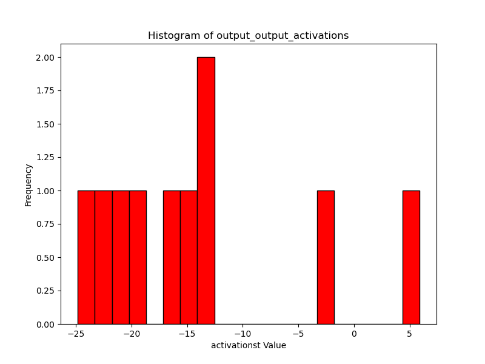 Histogram of output_output_activations
2.00
1.75
1.50
1.25
1.00
0.75
0.50
0.25
0.00
Frequency
−25 −20 −15 −10 −5 0 5
activationst Value